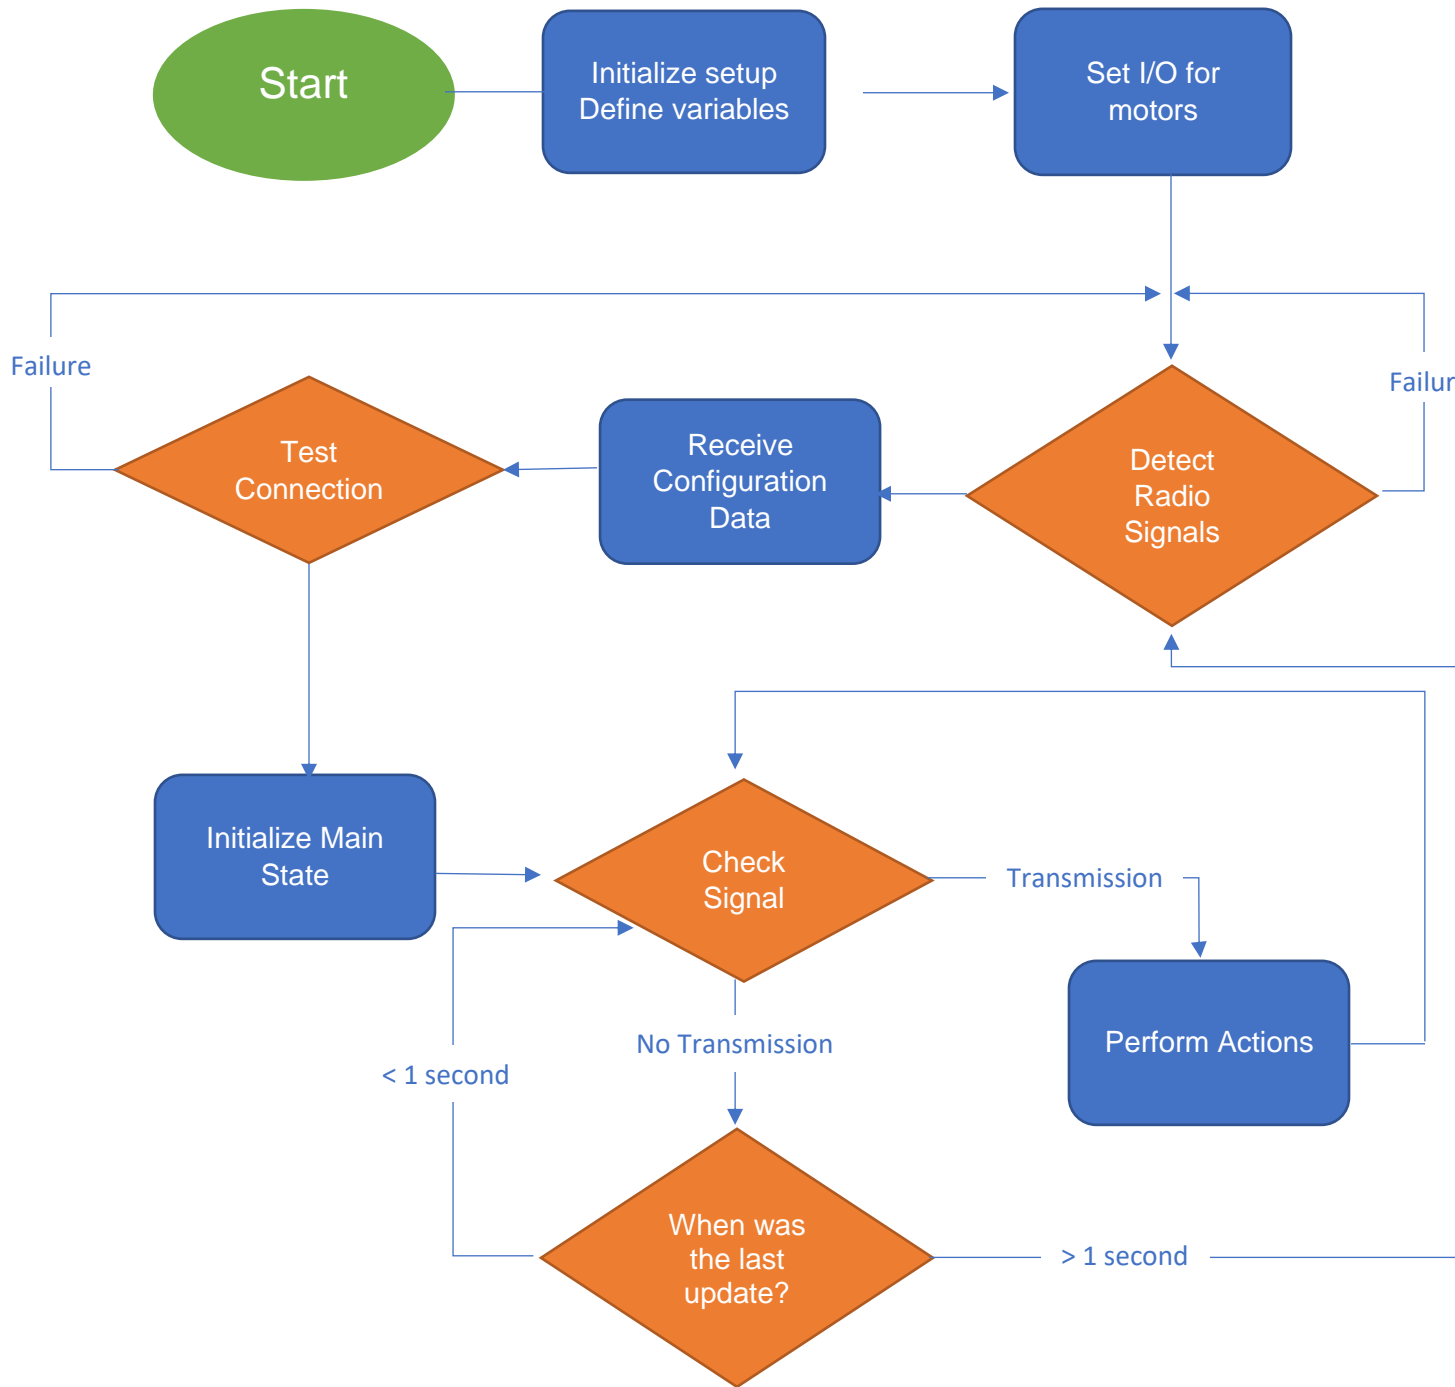 Start
Initialize setup
Define variables
Set I/O for
motors
Failure
Failur
Test
Connection
Receive
Configuration
Data
Detect
Radio
Signals
Initialize Main
State
Check
Signal
Transmission
Perform Actions
No Transmission
< 1 second
When was
the last
update?
> 1 second